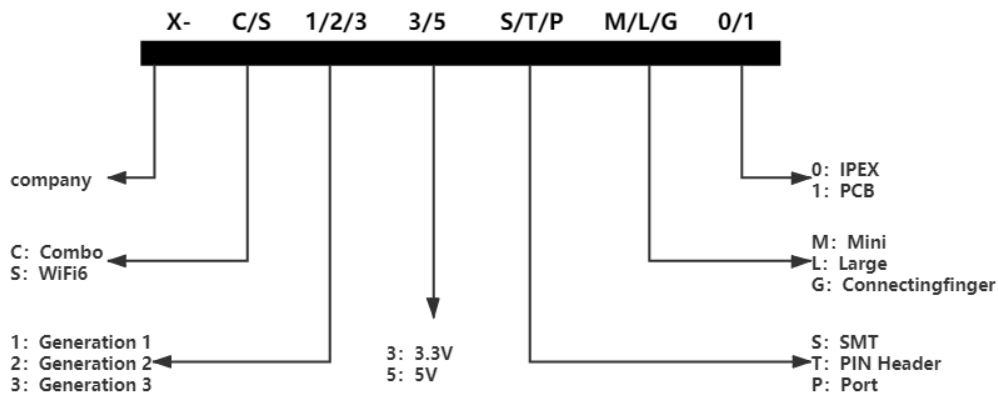 X- C/S 1/2/3 3/5 S/T/P M/L/G 0/1
company
C: Combo
S: WiFi6
1: Generation 1
2: Generation 2
3: Generation 3
3: 3.3V
5: 5V
0: IPEX
1: PCB
M: Mini
L: Large
G: Connectingfinger
S: SMT
T: PIN Header
P: Port